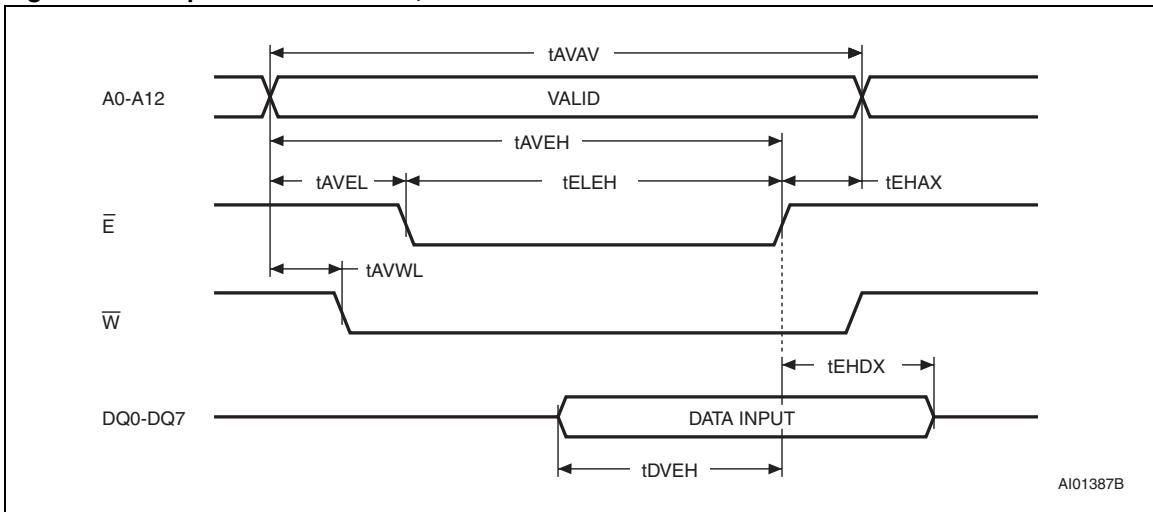 tAVAV
A0-A12
VALID
tAVEH
tAVEL
tELEH
tEHAX
E̅
tAVWL
W̅
tEHDX
DQ0-DQ7
DATA INPUT
tDVEH
AI01387B